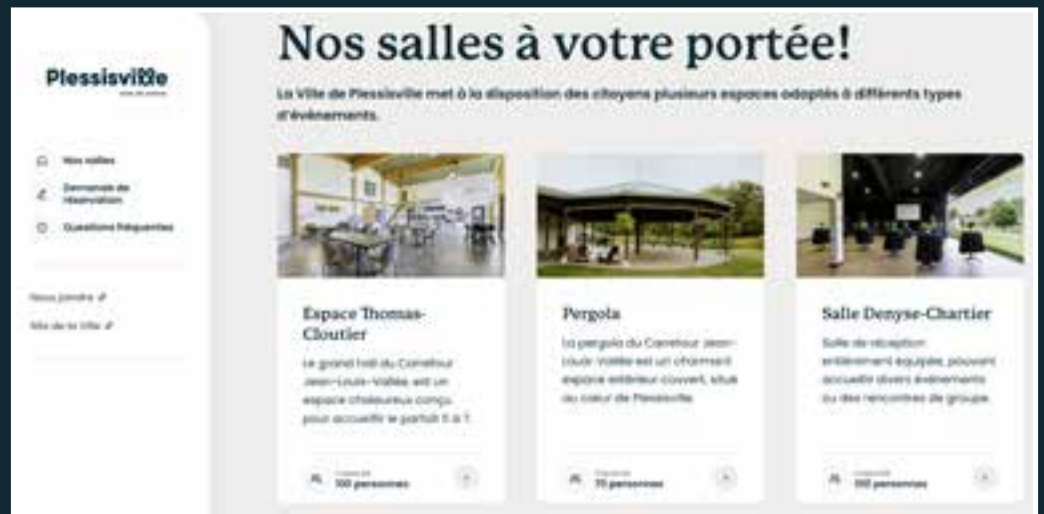 Nos salles à votre portée!
Plessisville
La Ville de Plessisville met à la disposition des citoyens plusieurs espaces adaptés à différents types
d'événements.
Nos salles
Demande de
réservation
Questions fréquentes
Nous joindre
Site de la Ville
Espace Thomas-
Cloutier
Le grand hall du Carrefour
Jean-Louis-Vallée, est un
espace chaleureux conçu
pour accueillir le parfait 5 à 7.
100 personnes
Pergola
La pergola du Carrefour Jean-
Louis-Vallée est un charmant
espace extérieur couvert, situé
au cœur de Plessisville.
75 personnes
Salle Denyse-Chartier
Salle de réception
entièrement équipée, pouvant
accueillir divers événements
ou des rencontres de groupe.
personnes